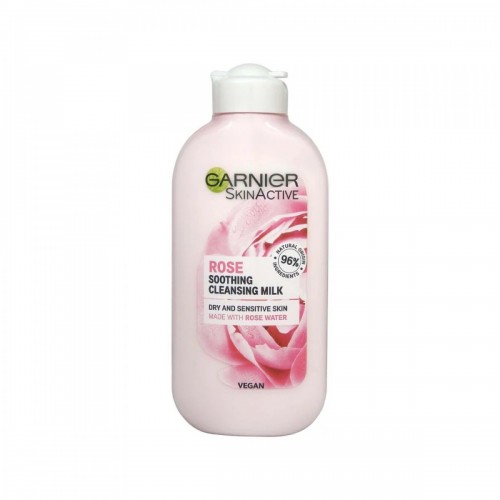 GARNIER
SKINACTIVE
NATURAL ORIGIN
96%
INGREDIENTS
ROSE
SOOTHING
CLEANSING MILK
DRY AND SENSITIVE SKIN
MADE WITH ROSE WATER
VEGAN